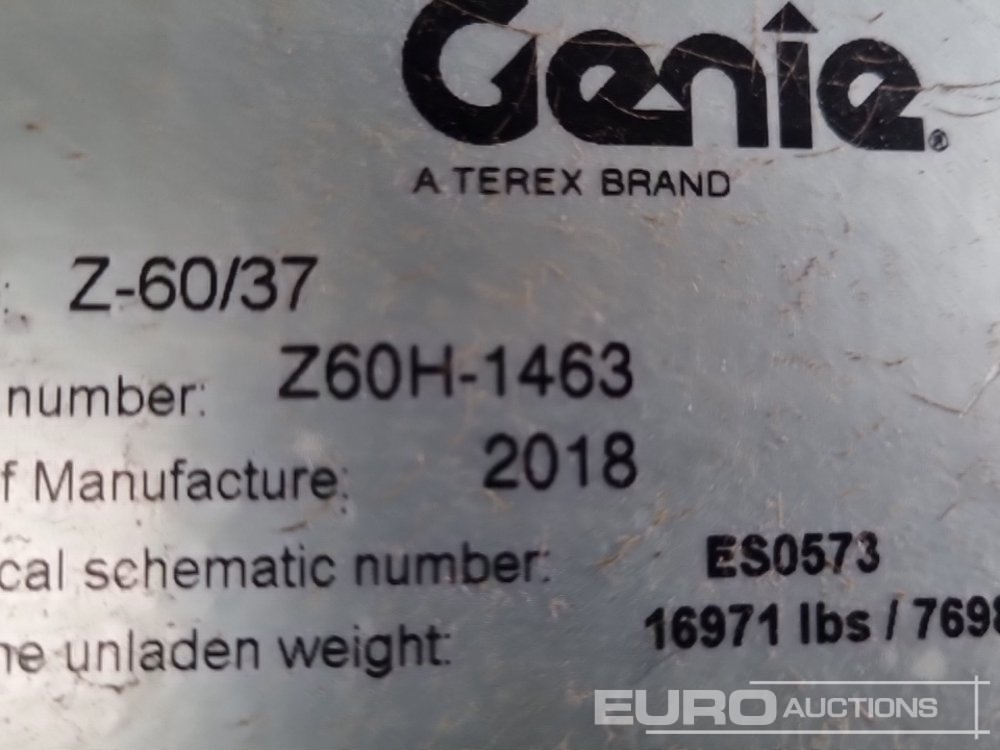 Genie®
A TEREX BRAND
: Z-60/37
number: Z60H-1463
f Manufacture: 2018
cal schematic number: ES0573
ne unladen weight: 16971 lbs / 7698
EURO AUCTIONS